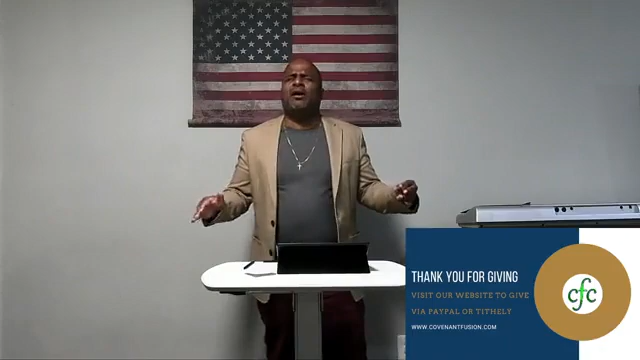 THANK YOU FOR GIVING
VISIT OUR WEBSITE TO GIVE
VIA PAYPAL OR TITHELY
WWW.COVENANTFUSION.COM
cfc